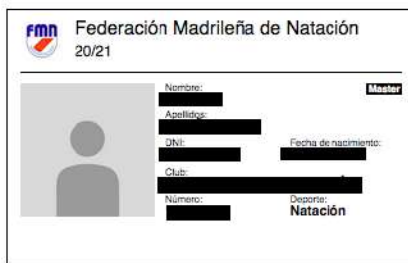 fmn Federación Madrileña de Natación
20/21
Nombre: Master
Apellidos:
DNI: Fecha de nacimiento:
Club:
Número: Deporte:
Natación